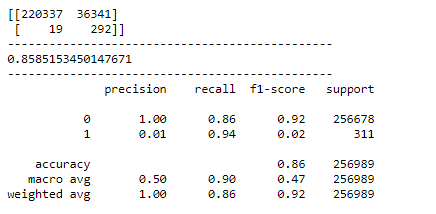 [[220337 36341]
[ 19 292]]
------------------------------------------------
0.8585153450147671
------------------------------------------------
precision recall f1-score support
0 1.00 0.86 0.92 256678
1 0.01 0.94 0.02 311
accuracy 0.86 256989
macro avg 0.50 0.90 0.47 256989
weighted avg 1.00 0.86 0.92 256989